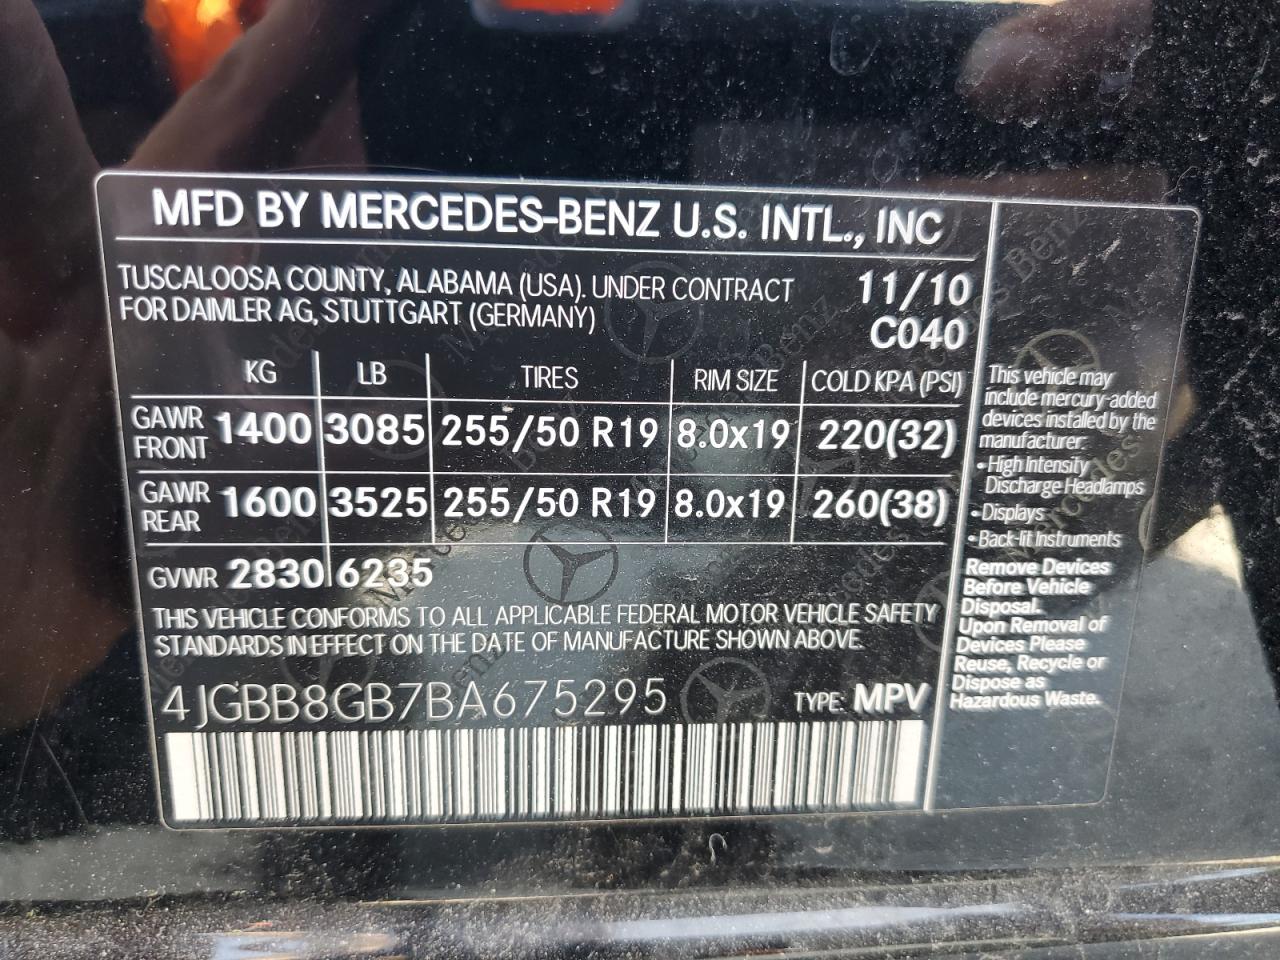 MFD BY MERCEDES-BENZ U.S. INTL., INC
TUSCALOOSA COUNTY, ALABAMA (USA). UNDER CONTRACT
FOR DAIMLER AG, STUTTGART (GERMANY)
11/10
C040
KG LB TIRES RIM SIZE COLD KPA (PSI)
GAWR FRONT 1400 3085 255/50 R19 8.0x19 220(32)
GAWR REAR 1600 3525 255/50 R19 8.0x19 260(38)
GVWR 2830 6235
THIS VEHICLE CONFORMS TO ALL APPLICABLE FEDERAL MOTOR VEHICLE SAFETY
STANDARDS IN EFFECT ON THE DATE OF MANUFACTURE SHOWN ABOVE.
4JGBB8GB7BA675295 TYPE: MPV
This vehicle may
include mercury-added
devices installed by the
manufacturer:
• High Intensity
Discharge Headlamps
• Displays
• Back-lit Instruments
Remove Devices
Before Vehicle
Disposal.
Upon Removal of
Devices Please
Reuse, Recycle or
Dispose as
Hazardous Waste.